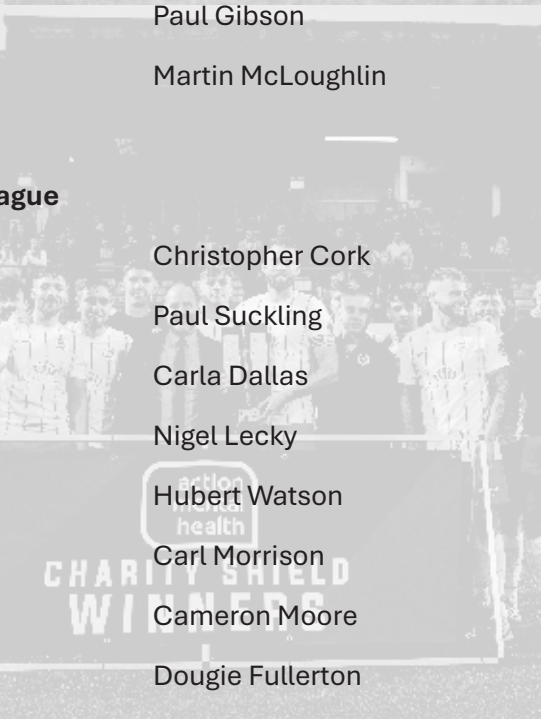 Paul Gibson
Martin McLoughlin
ague
Christopher Cork
Paul Suckling
Carla Dallas
Nigel Lecky
Hubert Watson
Carl Morrison
Cameron Moore
Dougie Fullerton
action
mental
health
CHARITY SHIELD
WINNERS